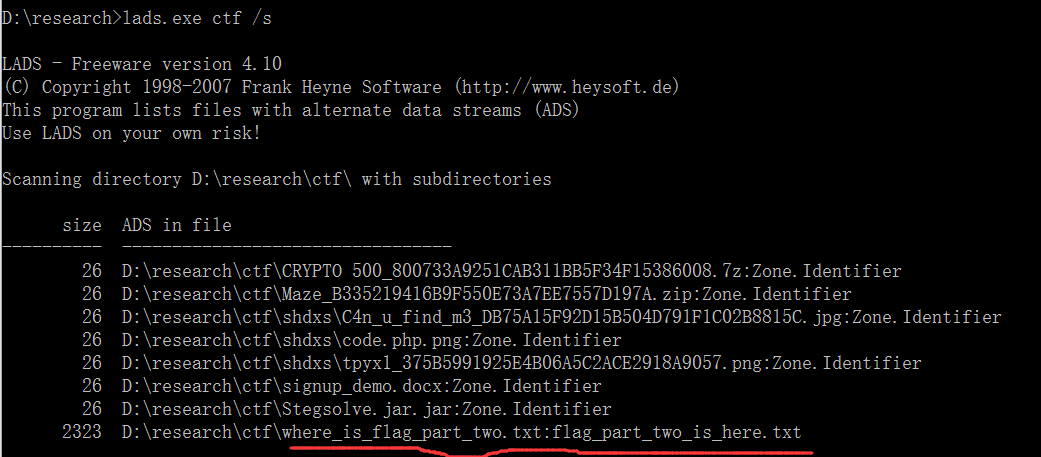 D:\research>lads.exe ctf /s
LADS - Freeware version 4.10
(C) Copyright 1998-2007 Frank Heyne Software (http://www.heysoft.de)
This program lists files with alternate data streams (ADS)
Use LADS on your own risk!
Scanning directory D:\research\ctf\ with subdirectories
size  ADS in file
----------  ---------------------------------
26  D:\research\ctf\CRYPTO 500_800733A9251CAB311BB5F34F15386008.7z:Zone.Identifier
26  D:\research\ctf\Maze_B335219416B9F550E73A7EE7557D197A.zip:Zone.Identifier
26  D:\research\ctf\shdxs\C4n_u_find_m3_DB75A15F92D15B504D791F1C02B8815C.jpg:Zone.Identifier
26  D:\research\ctf\shdxs\code.php.png:Zone.Identifier
26  D:\research\ctf\shdxs\tpyx1_375B5991925E4B06A5C2ACE2918A9057.png:Zone.Identifier
26  D:\research\ctf\signup_demo.docx:Zone.Identifier
26  D:\research\ctf\Stegsolve.jar.jar:Zone.Identifier
2323  D:\research\ctf\where_is_flag_part_two.txt:flag_part_two_is_here.txt